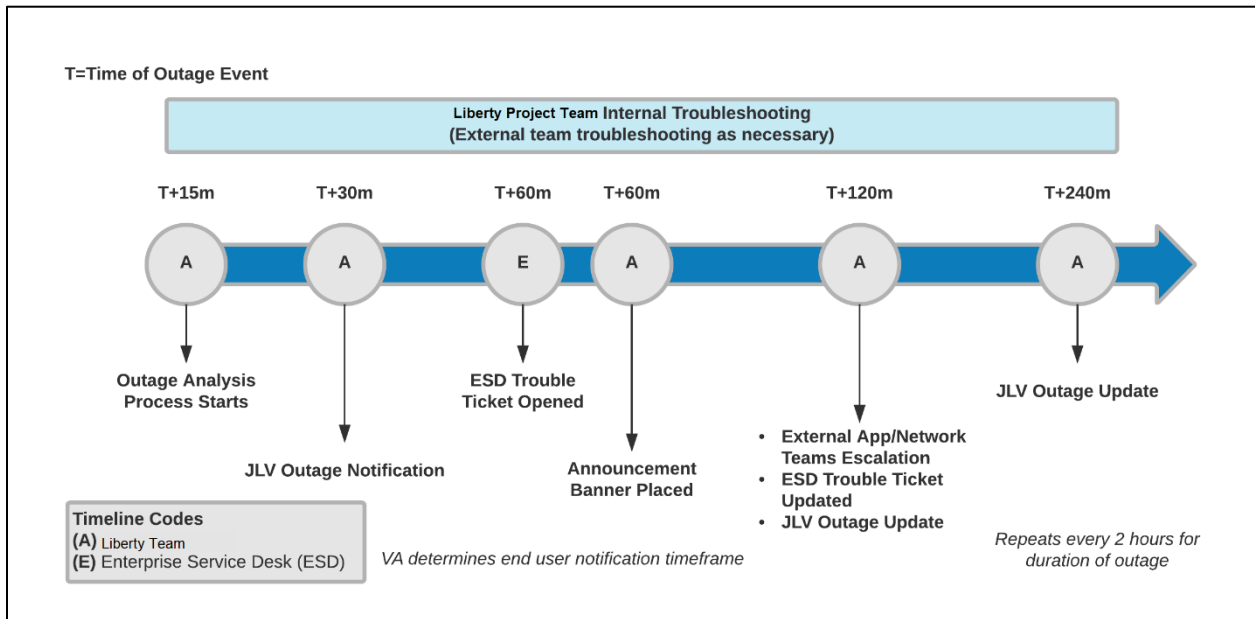 T=Time of Outage Event
Liberty Project Team Internal Troubleshooting
(External team troubleshooting as necessary)
T+15m
T+30m
T+60m
T+60m
T+120m
T+240m
A
A
E
A
A
A
Outage Analysis
Process Starts
JLV Outage Notification
ESD Trouble
Ticket Opened
Announcement
Banner Placed
• External App/Network
Teams Escalation
• ESD Trouble Ticket
Updated
• JLV Outage Update
JLV Outage Update
Timeline Codes
(A) Liberty Team
(E) Enterprise Service Desk (ESD)
VA determines end user notification timeframe
Repeats every 2 hours for
duration of outage